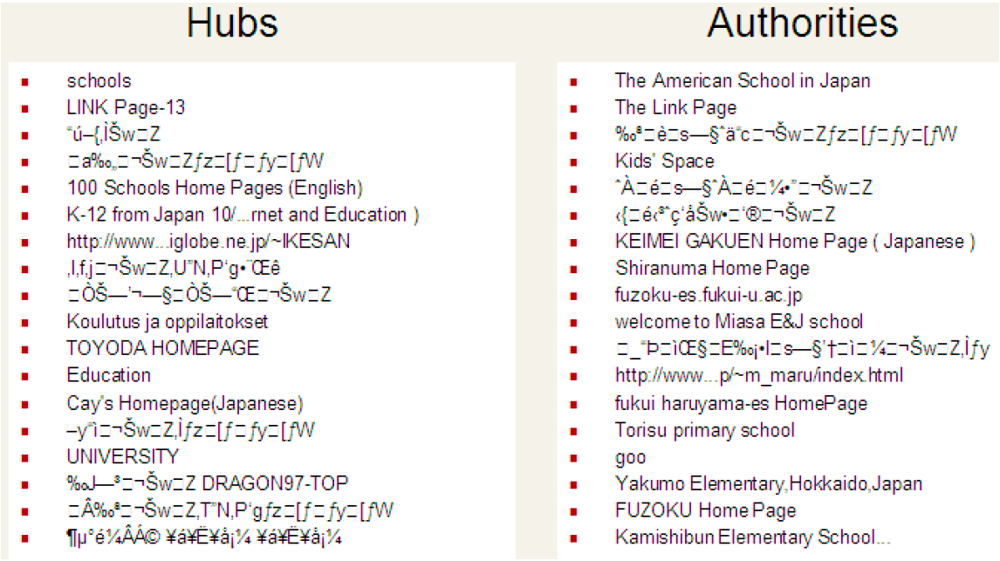 Hubs
schools
LINK Page-13
“ú–{‚ÌŠw□Z
□a‰„□¬Šw□Zƒz□[ƒ□ƒy□[ƒW
100 Schools Home Pages (English)
K-12 from Japan 10/...rnet and Education )
http://www...iglobe.ne.jp/~IKESAN
‚l‚f‚j□¬Šw□Z‚U”N‚P‘g•¨Œê
□ÒŠ—’¬—§□ÒŠ—“Œ□¬Šw□Z
Koulutus ja oppilaitokset
TOYODA HOMEPAGE
Education
Cay's Homepage(Japanese)
–y“ì□¬Šw□Z‚Ìƒz□[ƒ□ƒy□[ƒW
UNIVERSITY
‰J—³□¬Šw□Z DRAGON97-TOP
□Â‰ª□¬Šw□Z‚T”N‚P‘gƒz□[ƒ□ƒy□[ƒW
¶µ°é¼ÂÁ© ¥á¥Ë¥å¡¼ ¥á¥Ë¥å¡¼
Authorities
The American School in Japan
The Link Page
‰ª□è□s—§ˆä“c□¬Šw□Zƒz□[ƒ□ƒy□[ƒW
Kids' Space
ˆÀ□é□s—§ˆÀ□é□¼•”□¬Šw□Z
‹{□é‹³ˆç‘åŠw•□‘®□¬Šw□Z
KEIMEI GAKUEN Home Page ( Japanese )
Shiranuma Home Page
fuzoku-es.fukui-u.ac.jp
welcome to Miasa E&J school
□_“Þ□ìŒ§□E‰¡•l□s—§’†□ì□¼□¬Šw□Z‚Ìƒy
http://www...p/~m_maru/index.html
fukui haruyama-es HomePage
Torisu primary school
goo
Yakumo Elementary,Hokkaido,Japan
FUZOKU Home Page
Kamishibun Elementary School...